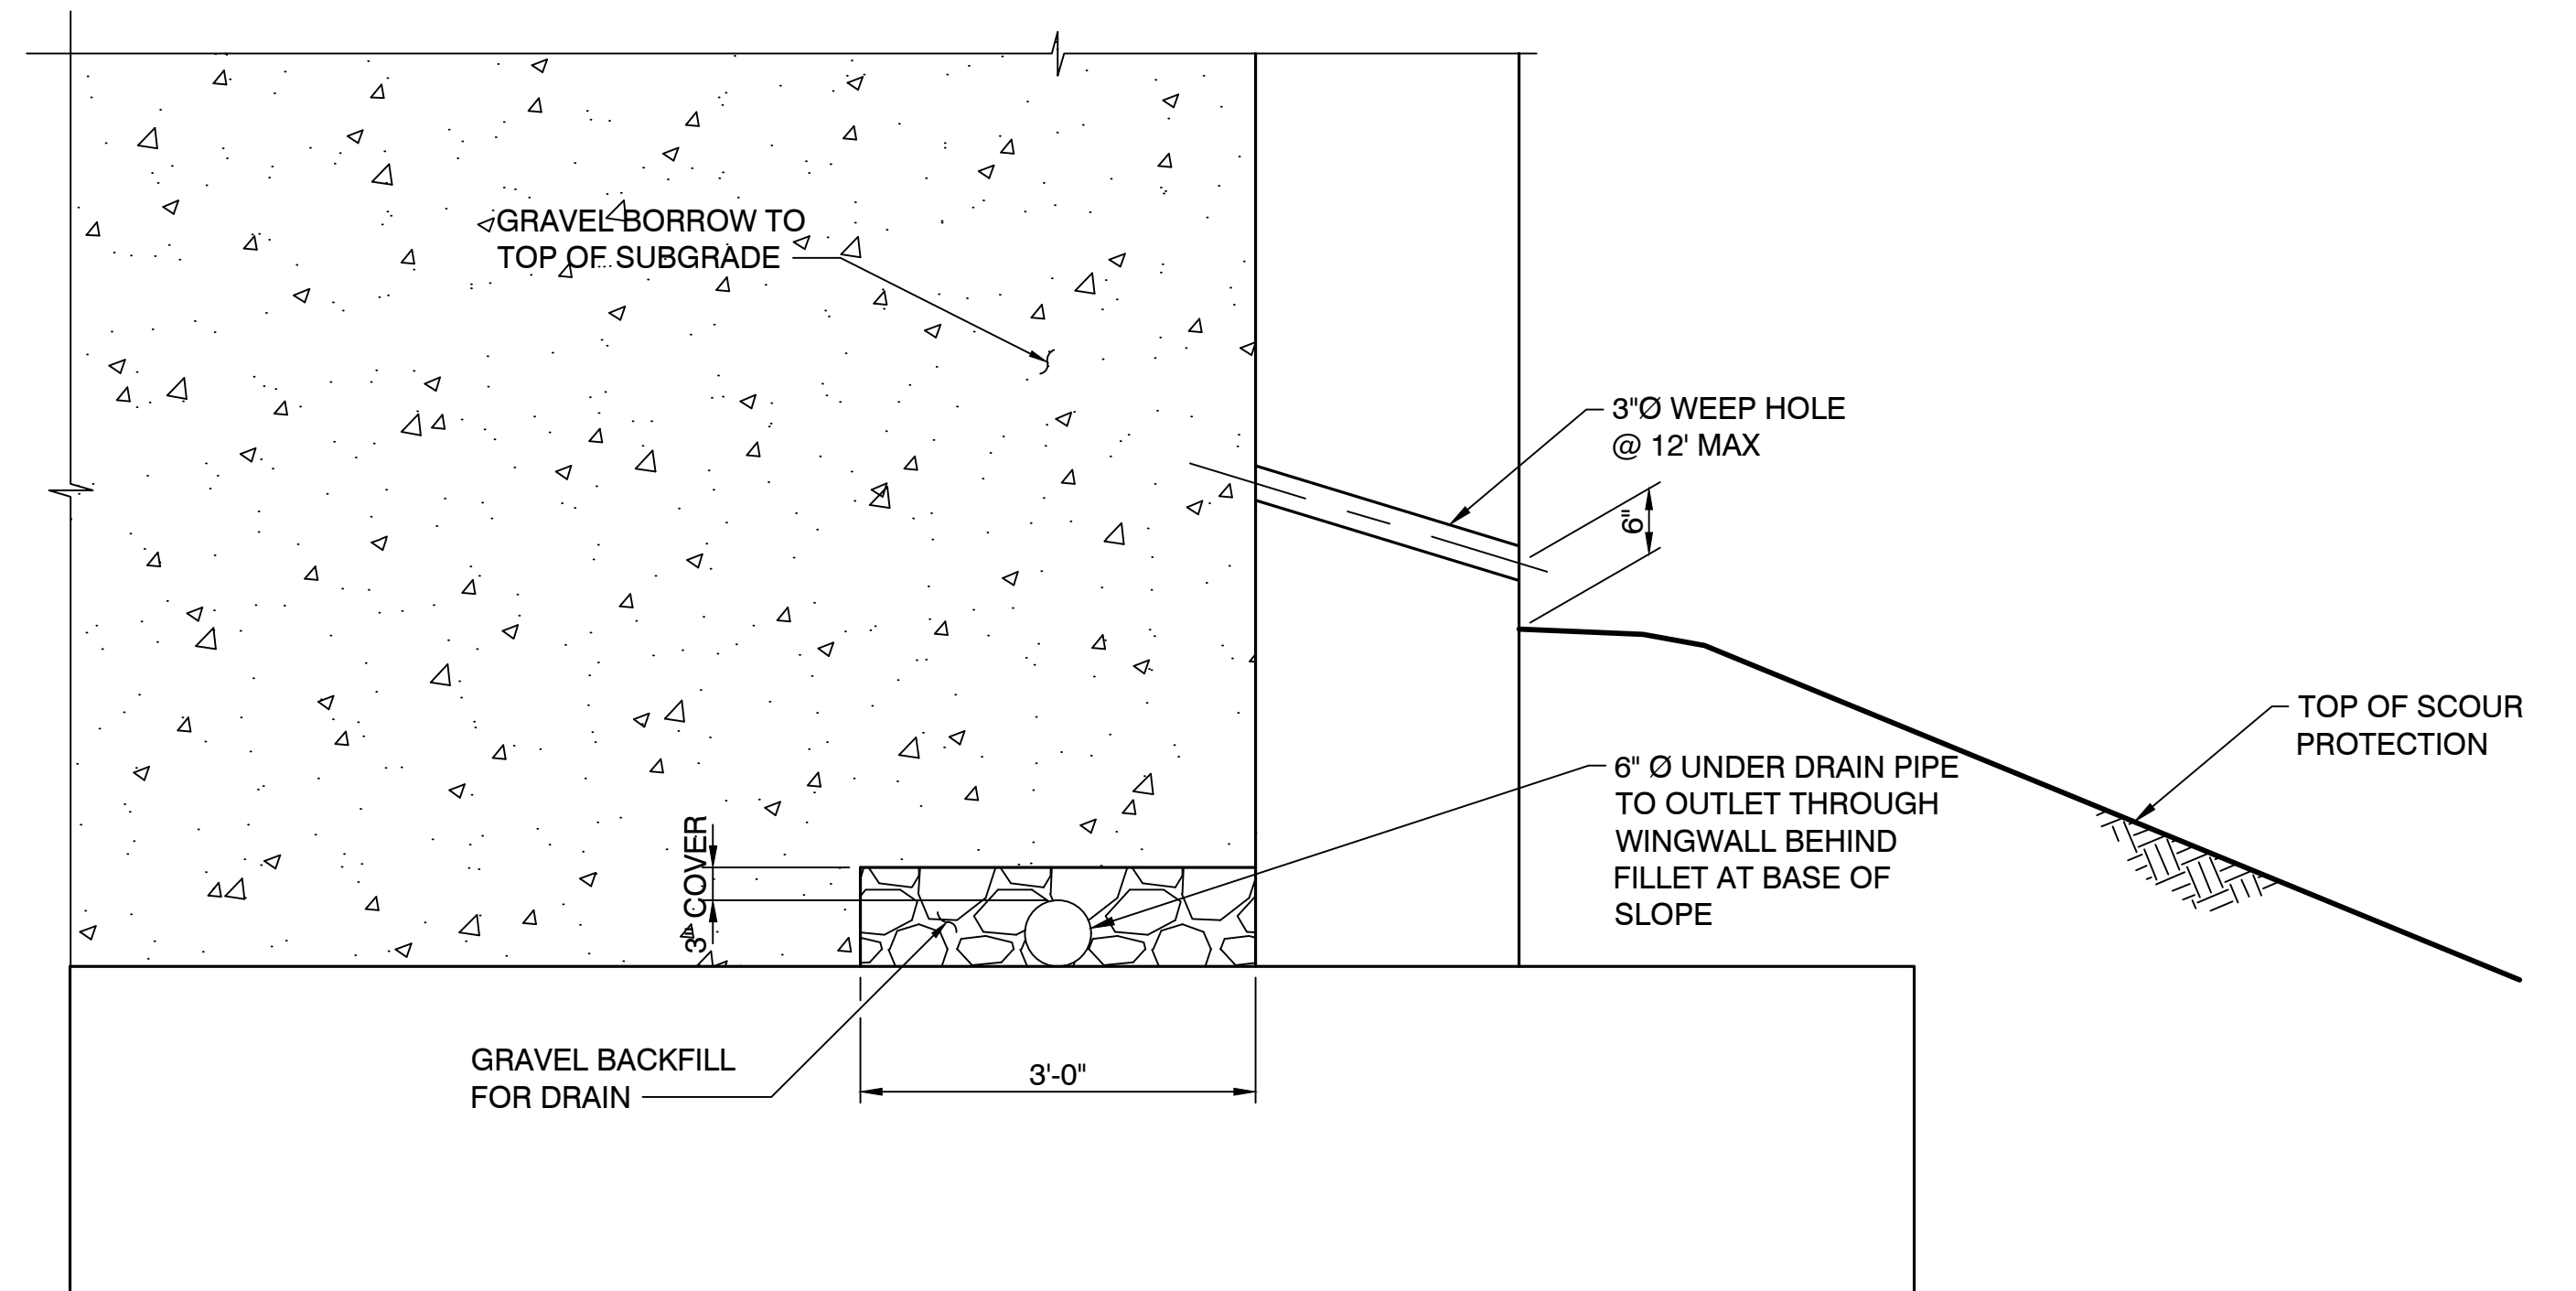 GRAVEL BORROW TO
TOP OF SUBGRADE
3"Ø WEEP HOLE
@ 12' MAX
6"
TOP OF SCOUR
PROTECTION
6" Ø UNDER DRAIN PIPE
TO OUTLET THROUGH
WINGWALL BEHIND
FILLET AT BASE OF
SLOPE
3" COVER
GRAVEL BACKFILL
FOR DRAIN
3'-0"